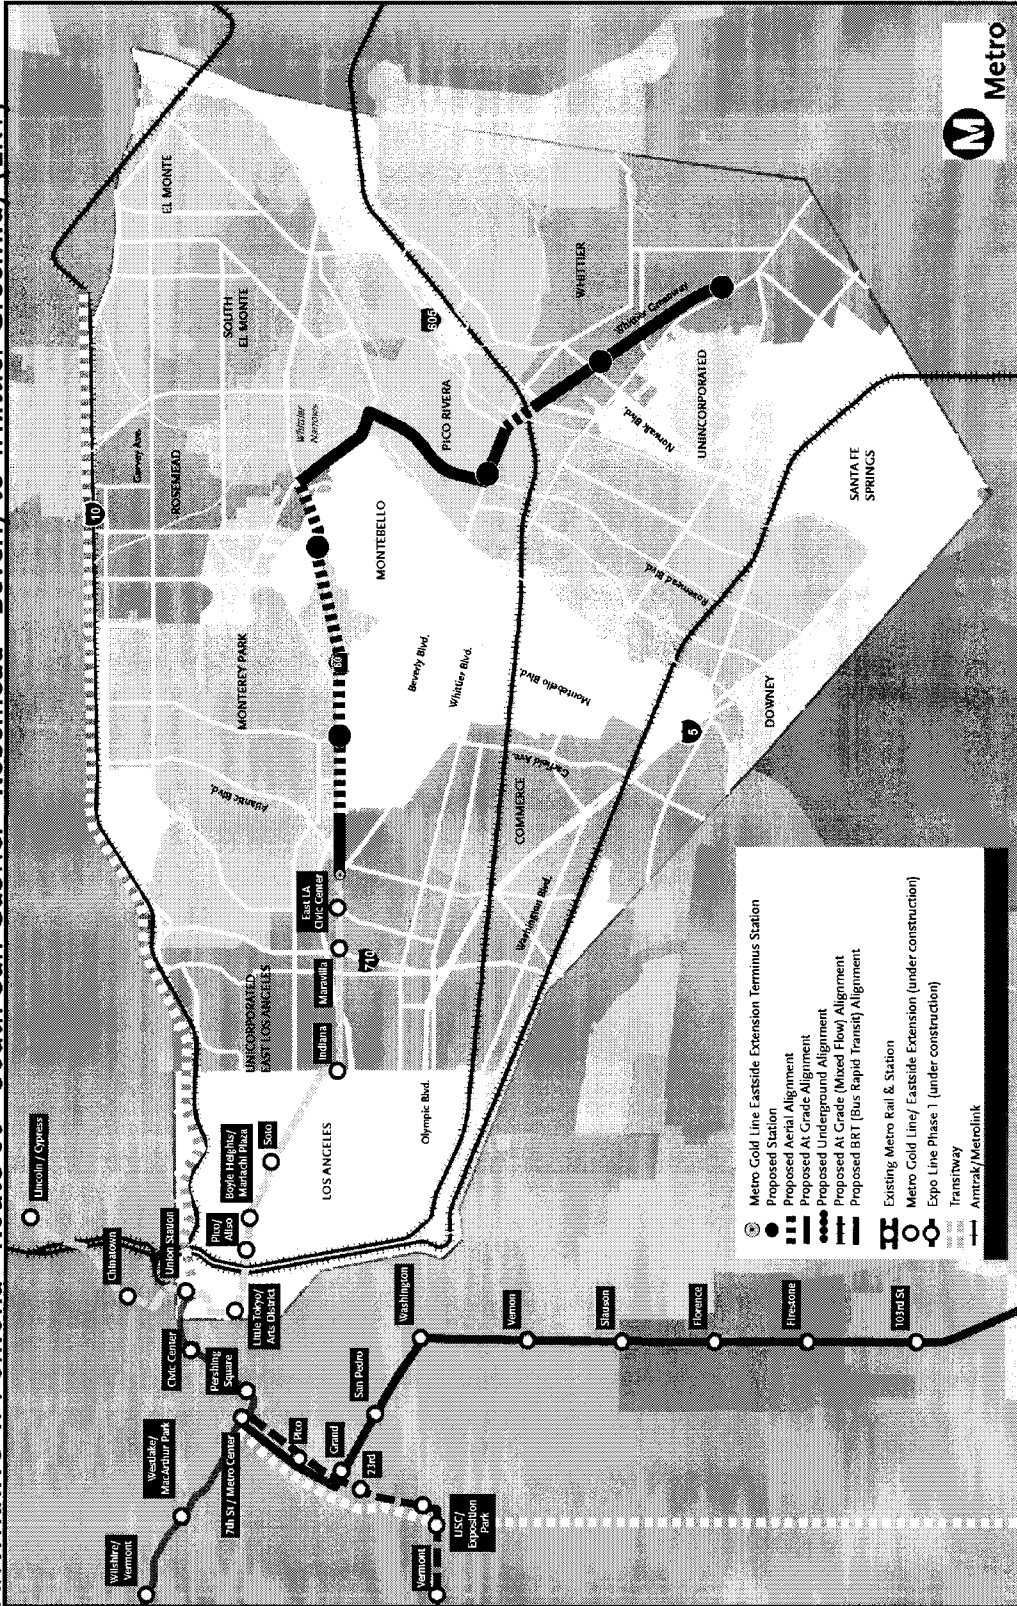 Lincoln / Cypress
Chinatown
Union Station
Civic Center
Pershing
Square
Little Tokyo/
Arts District
Pico/
Aliso
Boyle Heights/
Mariachi Plaza
Soto
Indiana
Maravilla
East LA
Civic Center
Wilshire/
Vermont
Westlake/
MacArthur Park
7th St / Metro Center
Pico
Grand
23rd
San Pedro
Washington
Vernon
Slauson
Florence
Firestone
103rd St
Vermont
USC/
Exposition
Park
LOS ANGELES
UNICORPORATED
EAST LOS ANGELES
MONTEREY PARK
ROSEMEAD
SOUTH
EL MONTE
EL MONTE
MONTEBELLO
PICO RIVERA
WHITTIER
UNINCORPORATED
SANTA FE
SPRINGS
DOWNEY
COMMERCE
Whittier
Narrows
Garvey Ave.
Atlantic Blvd.
Beverly Blvd.
Whittier Blvd.
Olympic Blvd.
Washington Blvd.
Garfield Ave.
Montebello Blvd.
Rosemead Blvd.
Norwalk Blvd.
Whittier Greenway
10
60
605
710
5
Metro Gold Line Eastside Extension Terminus Station
Proposed Station
Proposed Aerial Alignment
Proposed At Grade Alignment
Proposed Underground Alignment
Proposed At Grade (Mixed Flow) Alignment
Proposed BRT (Bus Rapid Transit) Alignment
Existing Metro Rail & Station
Metro Gold Line/ Eastside Extension (under construction)
Expo Line Phase 1 (under construction)
Transitway
Amtrak/Metrolink
M
Metro